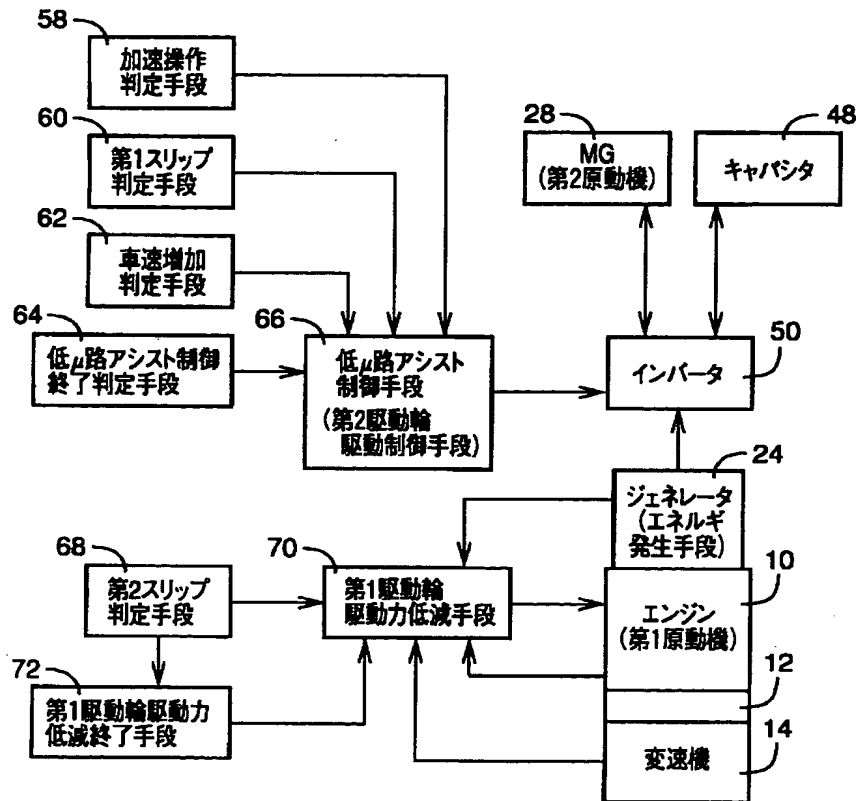 58
加速操作
判定手段
60
第1スリップ
判定手段
62
車速増加
判定手段
64
低μ路アシスト制御
終了判定手段
66
低μ路アシスト
制御手段
(第2駆動輪
駆動制御手段)
28
MG
(第2原動機)
48
キャパシタ
50
インバータ
24
ジェネレータ
(エネルギ
発生手段)
68
第2スリップ
判定手段
70
第1駆動輪
駆動力低減手段
10
エンジン
(第1原動機)
12
72
第1駆動輪駆動力
低減終了手段
14
変速機